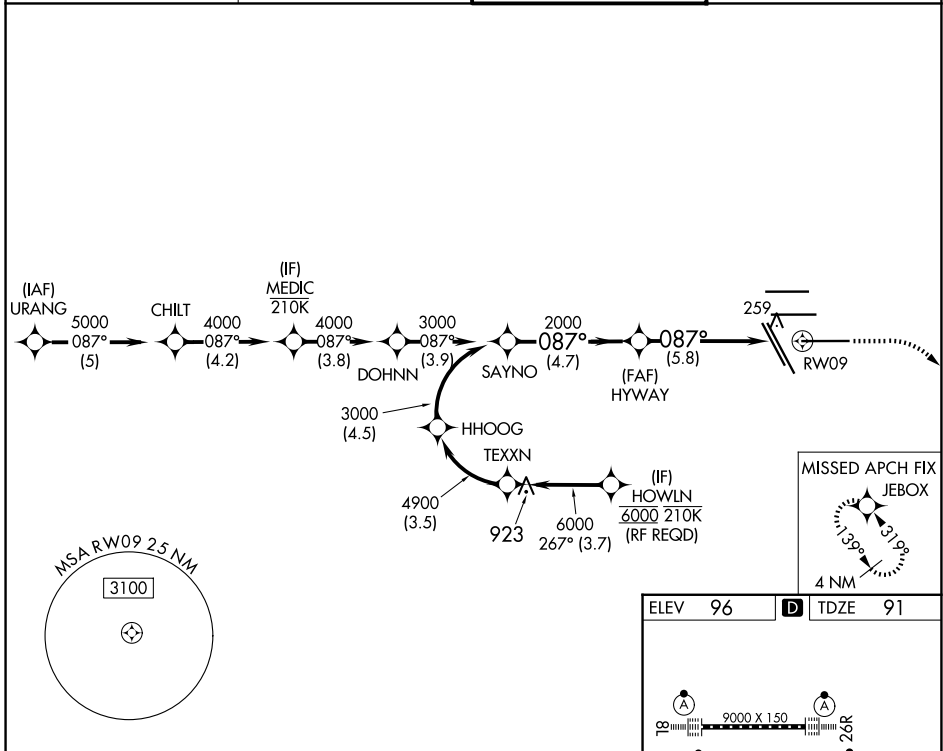 (IAF)
URANG
5000
087°
(5)
CHILT
4000
087°
(4.2)
(IF)
MEDIC
210K
4000
087°
(3.8)
DOHNN
3000
087°
(3.9)
SAYNO
2000
087°
(4.7)
(FAF)
HYWAY
087°
(5.8)
259
RW09
3000
(4.5)
HHOOG
TEXXN
4900
(3.5)
923
6000
267° (3.7)
(IF)
HOWLN
6000 210K
(RF REQD)
MISSED APCH FIX
JEBOX
139°
319°
4 NM
MSA RW09 25 NM
3100
ELEV 96 D TDZE 91
A
A
8L
9000 X 150
26R